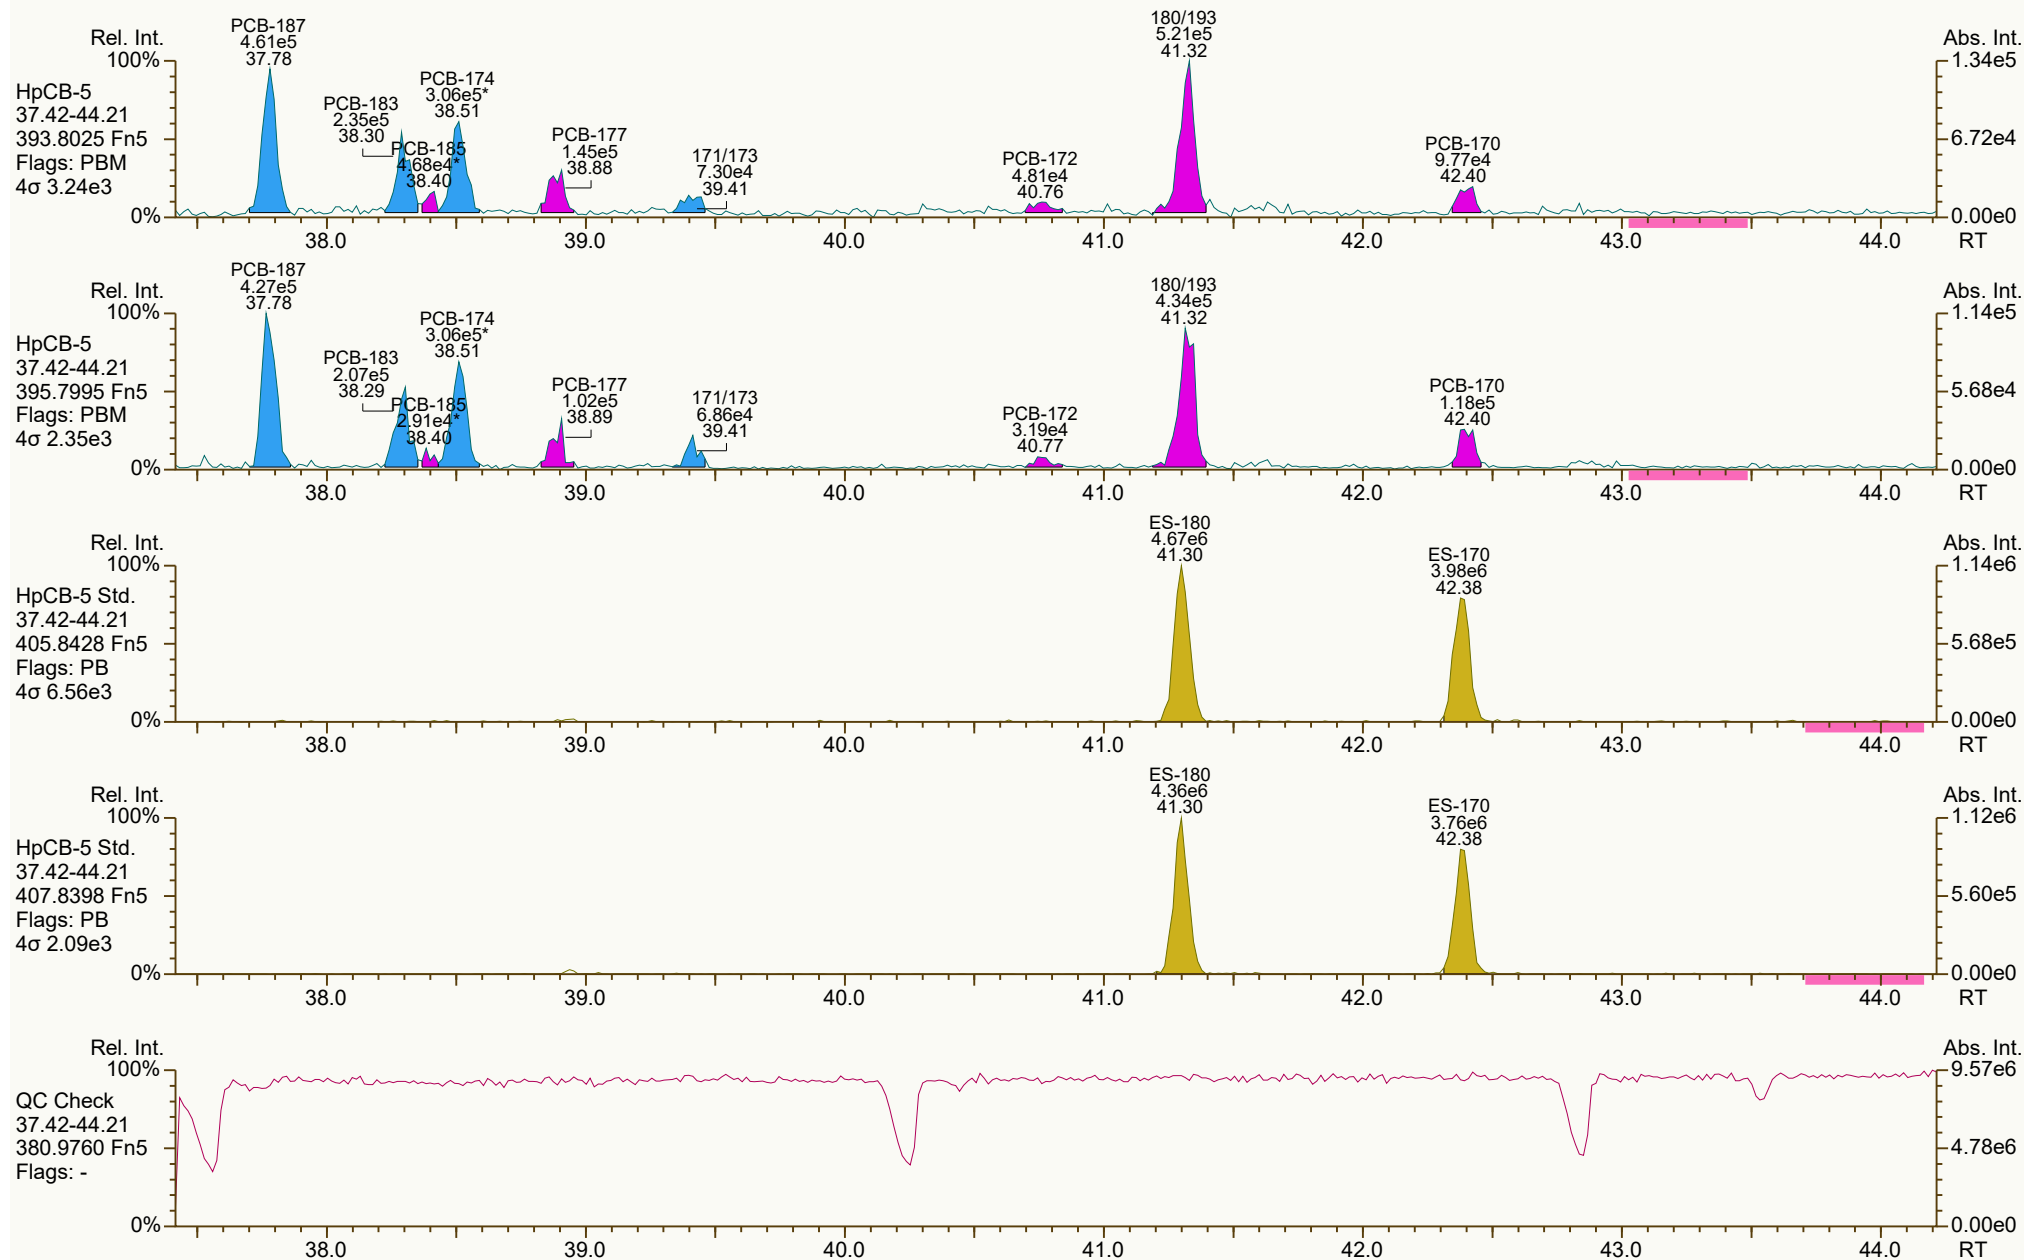 Rel. Int.
100%
0%
HpCB-5
37.42-44.21
393.8025 Fn5
Flags: PBM
4σ 3.24e3
PCB-187
4.61e5
37.78
PCB-183
2.35e5
38.30
PCB-185
4.68e4*
38.40
PCB-174
3.06e5*
38.51
PCB-177
1.45e5
38.88
171/173
7.30e4
39.41
PCB-172
4.81e4
40.76
180/193
5.21e5
41.32
PCB-170
9.77e4
42.40
Abs. Int.
1.34e5
6.72e4
0.00e0
38.0 39.0 40.0 41.0 42.0 43.0 44.0 RT
Rel. Int.
100%
0%
HpCB-5
37.42-44.21
395.7995 Fn5
Flags: PBM
4σ 2.35e3
PCB-187
4.27e5
37.78
PCB-183
2.07e5
38.29
PCB-185
2.91e4*
38.40
PCB-174
3.06e5*
38.51
PCB-177
1.02e5
38.89
171/173
6.86e4
39.41
PCB-172
3.19e4
40.77
180/193
4.34e5
41.32
PCB-170
1.18e5
42.40
Abs. Int.
1.14e5
5.68e4
0.00e0
38.0 39.0 40.0 41.0 42.0 43.0 44.0 RT
Rel. Int.
100%
0%
HpCB-5 Std.
37.42-44.21
405.8428 Fn5
Flags: PB
4σ 6.56e3
ES-180
4.67e6
41.30
ES-170
3.98e6
42.38
Abs. Int.
1.14e6
5.68e5
0.00e0
38.0 39.0 40.0 41.0 42.0 43.0 44.0 RT
Rel. Int.
100%
0%
HpCB-5 Std.
37.42-44.21
407.8398 Fn5
Flags: PB
4σ 2.09e3
ES-180
4.36e6
41.30
ES-170
3.76e6
42.38
Abs. Int.
1.12e6
5.60e5
0.00e0
38.0 39.0 40.0 41.0 42.0 43.0 44.0 RT
Rel. Int.
100%
0%
QC Check
37.42-44.21
380.9760 Fn5
Flags: -
Abs. Int.
9.57e6
4.78e6
0.00e0
38.0 39.0 40.0 41.0 42.0 43.0 44.0 RT